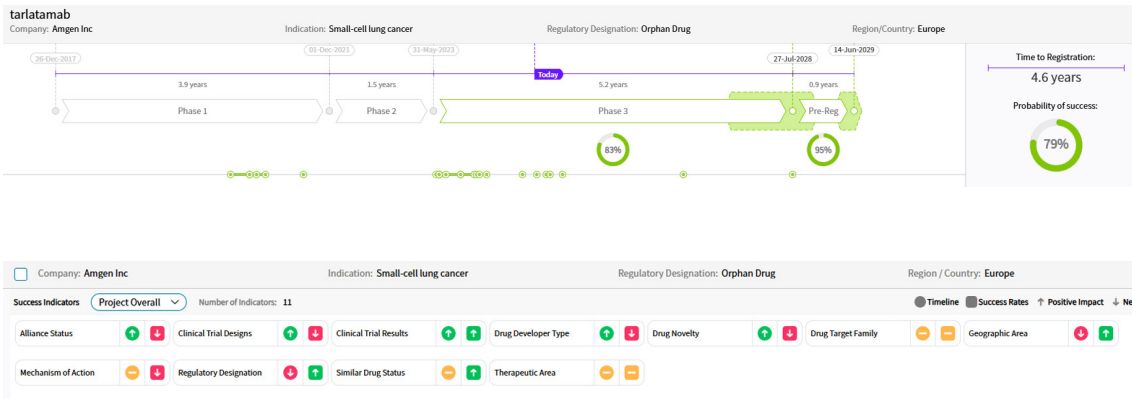 tarlatamab
Company: Amgen Inc Indication: Small-cell lung cancer Regulatory Designation: Orphan Drug Region/Country: Europe
26-Dec-2017 01-Dec-2021 31-May-2023 27-Jul-2028 14-Jun-2029
Today
3.9 years 1.5 years 5.2 years 0.9 years
Phase 1 Phase 2 Phase 3 Pre-Reg
83% 95%
Time to Registration:
4.6 years
Probability of success:
79%
Company: Amgen Inc Indication: Small-cell lung cancer Regulatory Designation: Orphan Drug Region / Country: Europe
Success Indicators Project Overall Number of Indicators: 11 Timeline Success Rates ↑ Positive Impact ↓ Ne
Alliance Status Clinical Trial Designs Clinical Trial Results Drug Developer Type Drug Novelty Drug Target Family Geographic Area
Mechanism of Action Regulatory Designation Similar Drug Status Therapeutic Area